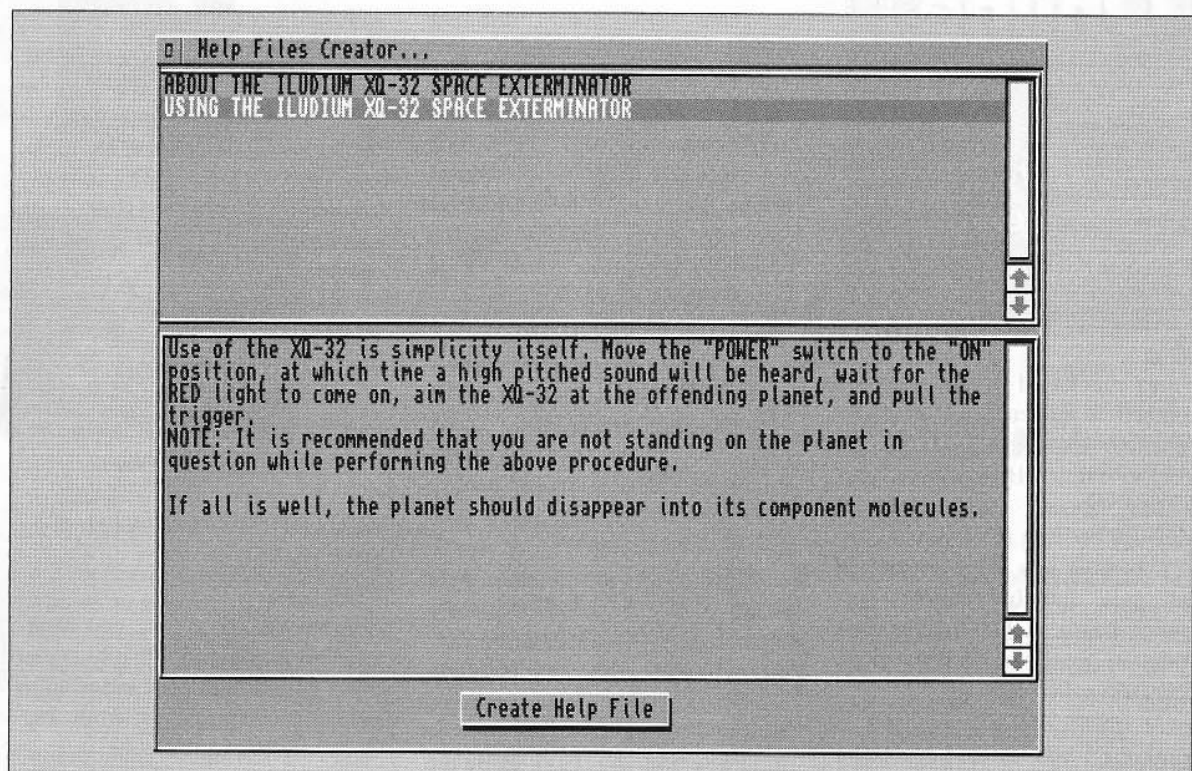 Help Files Creator...
ABOUT THE ILUDIUM XQ-32 SPACE EXTERMINATOR
USING THE ILUDIUM XQ-32 SPACE EXTERMINATOR
Use of the XQ-32 is simplicity itself. Move the "POWER" switch to the "ON"
position, at which time a high pitched sound will be heard, wait for the
RED light to come on, aim the XQ-32 at the offending planet, and pull the
trigger.
NOTE: It is recommended that you are not standing on the planet in
question while performing the above procedure.
If all is well, the planet should disappear into its component molecules.
Create Help File